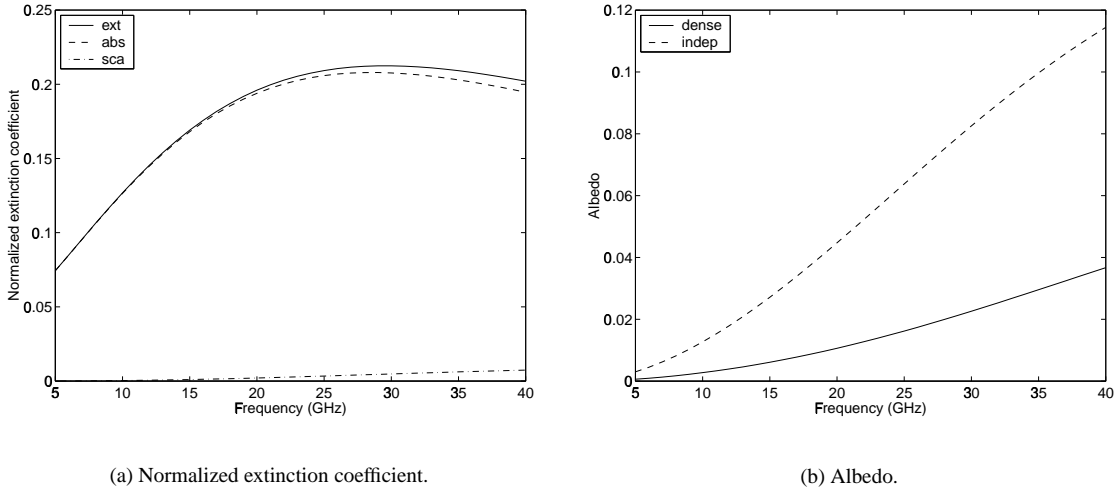 0.25
0.2
0.15
0.1
0.05
0
5
10
15
20
25
30
35
40
Normalized extinction coefficient
Frequency (GHz)
ext
abs
sca
(a) Normalized extinction coefficient.
0.12
0.1
0.08
0.06
0.04
0.02
0
5
10
15
20
25
30
35
40
Albedo
Frequency (GHz)
dense
indep
(b) Albedo.